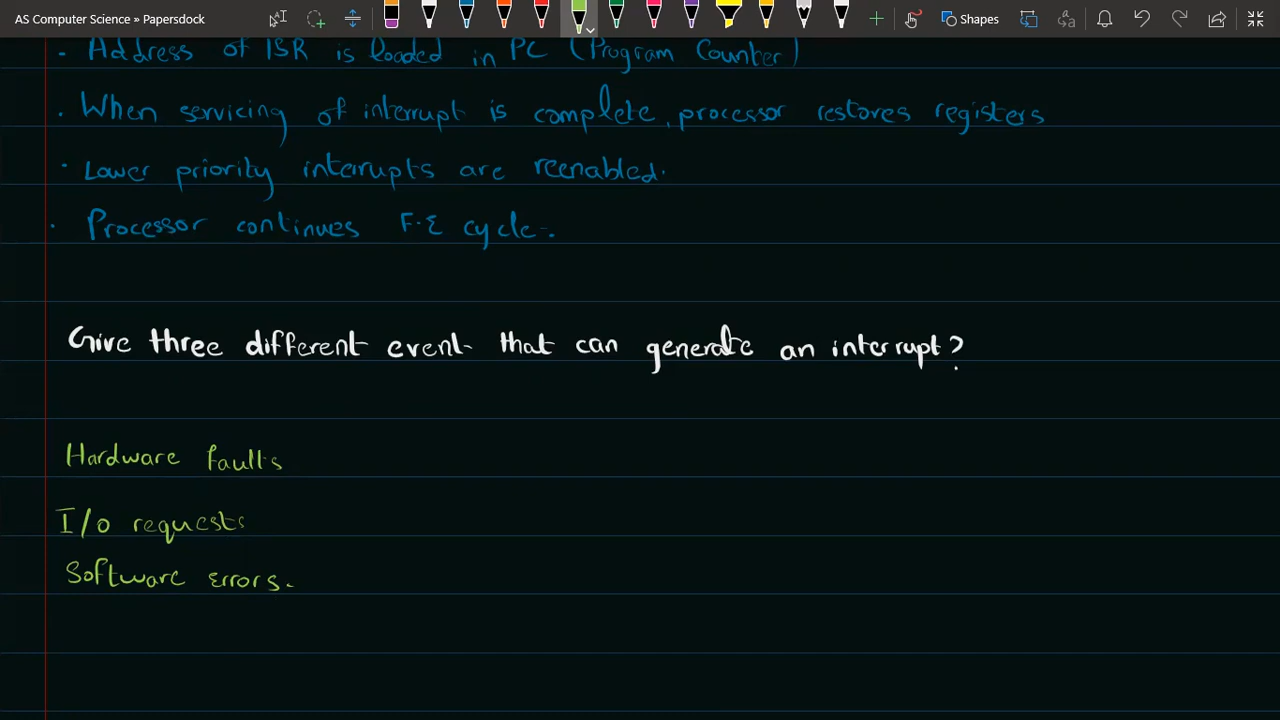 AS Computer Science » Papersdock
Shapes
· Address of ISR is loaded in PC (Program Counter)
· When servicing of interrupt is complete, processor restores registers
· Lower priority interrupts are reenabled.
· Processor continues F-E cycle.
Give three different event that can generate an interrupt?
Hardware faults
I/o requests
Software errors.